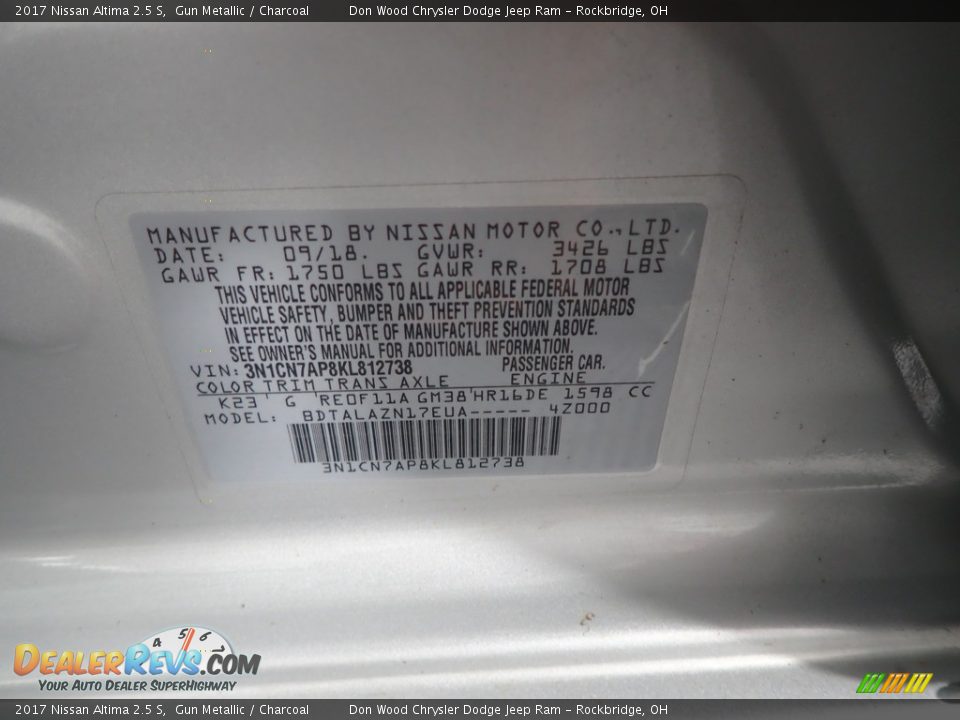 2017 Nissan Altima 2.5 S, Gun Metallic / Charcoal Don Wood Chrysler Dodge Jeep Ram - Rockbridge, OH
MANUFACTURED BY NISSAN MOTOR CO., LTD.
DATE: 09/18. GVWR: 3426 LBS
GAWR FR: 1750 LBS GAWR RR: 1708 LBS
THIS VEHICLE CONFORMS TO ALL APPLICABLE FEDERAL MOTOR
VEHICLE SAFETY, BUMPER AND THEFT PREVENTION STANDARDS
IN EFFECT ON THE DATE OF MANUFACTURE SHOWN ABOVE.
SEE OWNER'S MANUAL FOR ADDITIONAL INFORMATION.
VIN: 3N1CN7AP8KL812738 PASSENGER CAR.
COLOR TRIM TRANS AXLE ENGINE
K23 G RE0F11A GM38 HR16DE 1598 CC
MODEL: BDTALAZN17EUA----- 4Z000
3N1CN7AP8KL812738
4 5 6
DEALERREVS.COM
YOUR AUTO DEALER SUPERHIGHWAY
2017 Nissan Altima 2.5 S, Gun Metallic / Charcoal Don Wood Chrysler Dodge Jeep Ram - Rockbridge, OH